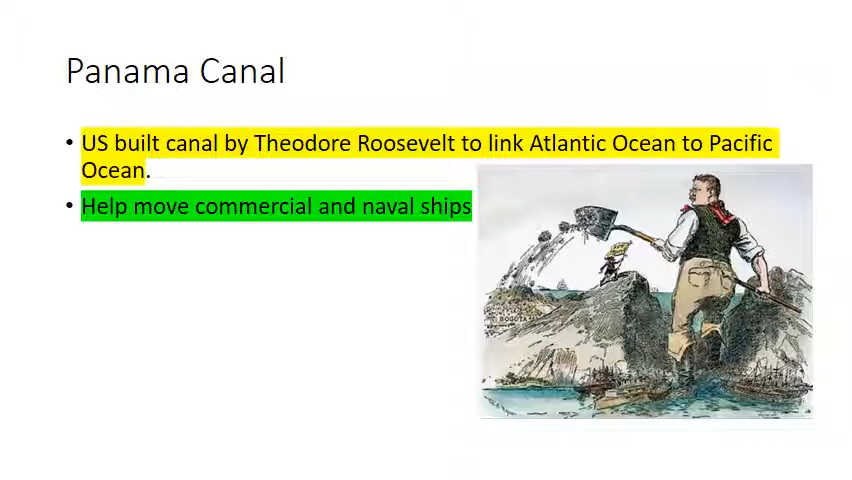 Panama Canal
• US built canal by Theodore Roosevelt to link Atlantic Ocean to Pacific
Ocean.
• Help move commercial and naval ships
BOGOTA